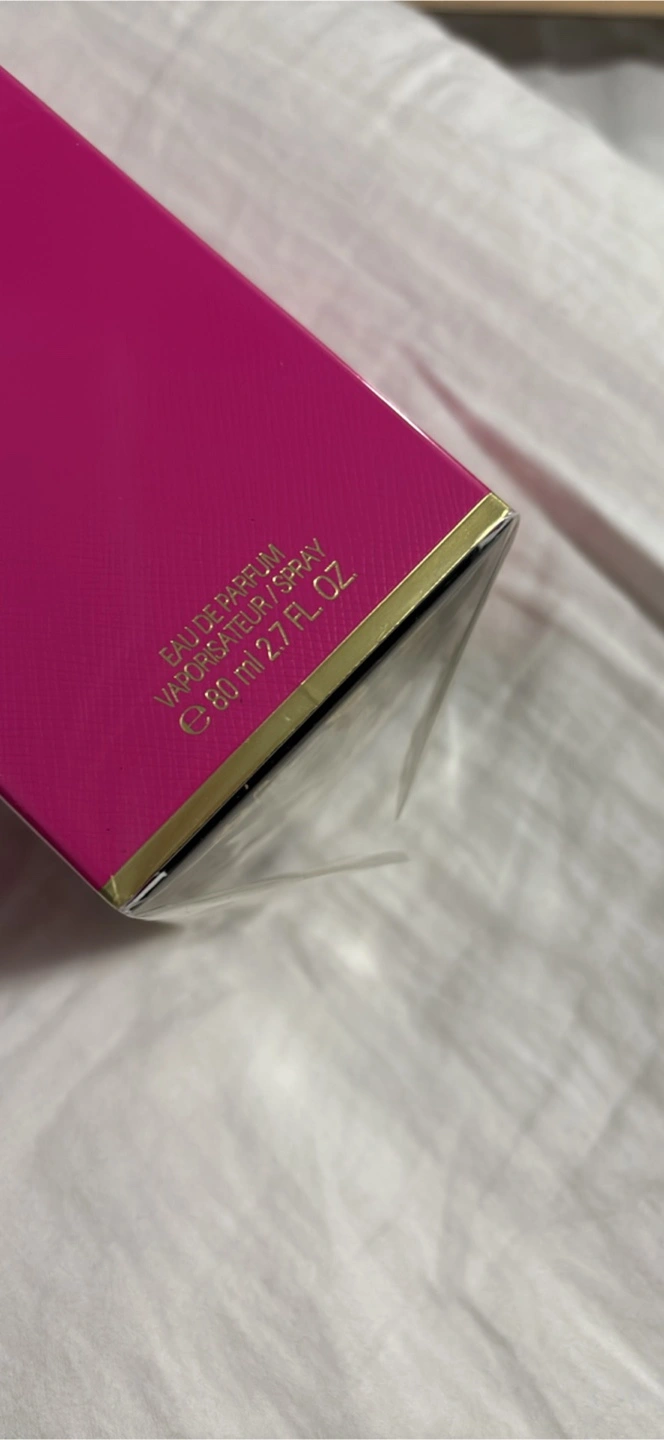 EAU DE PARFUM
VAPORISATEUR / SPRAY
℮ 80 ml 2.7 FL. OZ.